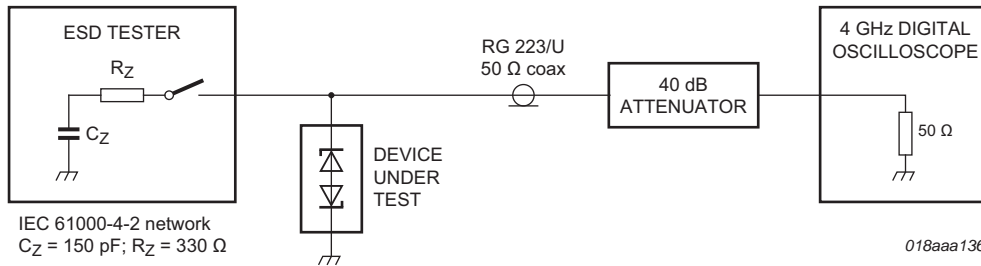 ESD TESTER
RZ
CZ
IEC 61000-4-2 network
CZ = 150 pF; RZ = 330 Ω
DEVICE
UNDER
TEST
RG 223/U
50 Ω coax
40 dB
ATTENUATOR
4 GHz DIGITAL
OSCILLOSCOPE
50 Ω
018aaa136